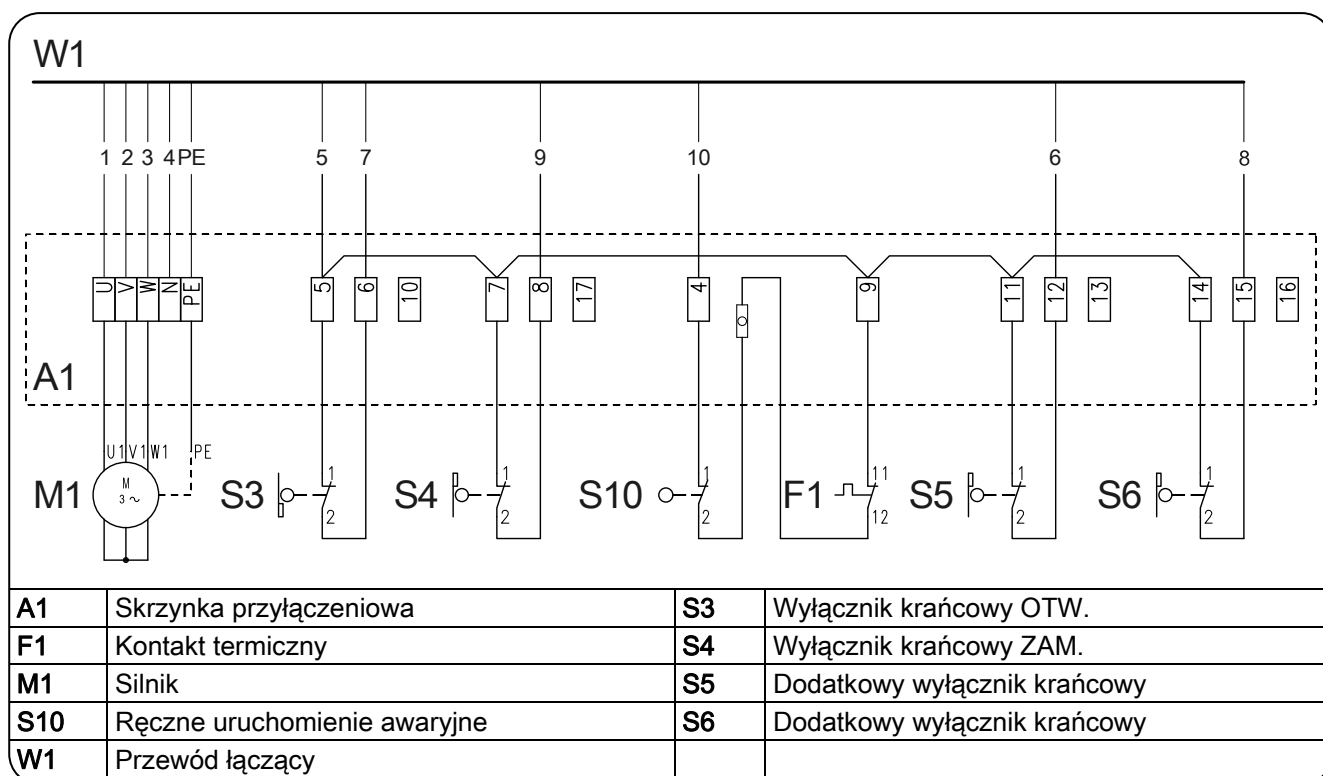 W1
1 2 3 4 PE 5 7 9 10 6 8
U V W N PE 5 6 10 7 8 17 4 9 11 12 13 14 15 16
A1
U1 V1 W1 PE
1 1 1 11 1 1
M1 M 3 ~ S3 S4 S10 F1 S5 S6
2 2 2 12 2 2
A1 Skrzynka przyłączeniowa S3 Wyłącznik krańcowy OTW.
F1 Kontakt termiczny S4 Wyłącznik krańcowy ZAM.
M1 Silnik S5 Dodatkowy wyłącznik krańcowy
S10 Ręczne uruchomienie awaryjne S6 Dodatkowy wyłącznik krańcowy
W1 Przewód łączący